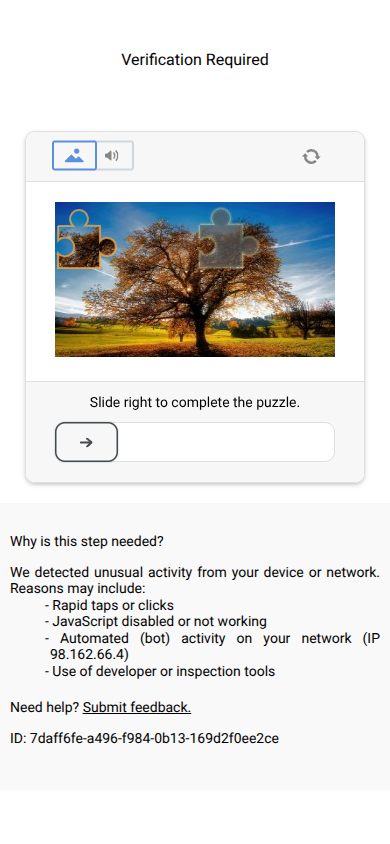 Verification Required
Slide right to complete the puzzle.
Why is this step needed?
We detected unusual activity from your device or network.
Reasons may include:
- Rapid taps or clicks
- JavaScript disabled or not working
- Automated (bot) activity on your network (IP
98.162.66.4)
- Use of developer or inspection tools
Need help? Submit feedback.
ID: 7daff6fe-a496-f984-0b13-169d2f0ee2ce